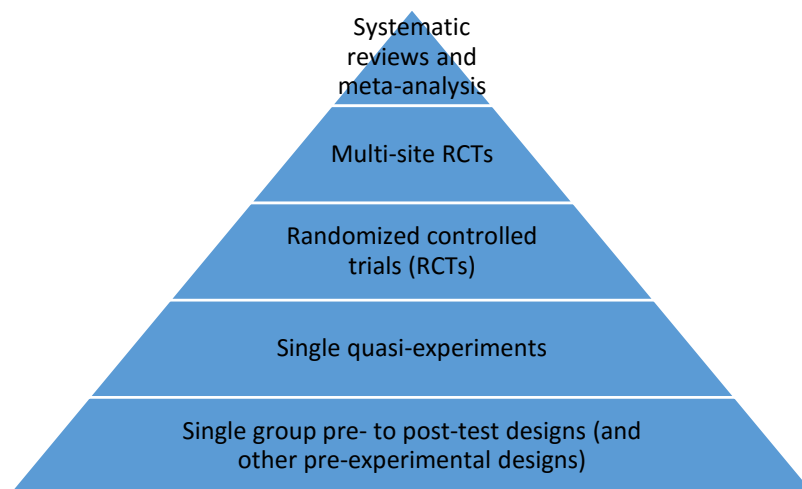 Systematic
reviews and
meta-analysis
Multi-site RCTs
Randomized controlled
trials (RCTs)
Single quasi-experiments
Single group pre- to post-test designs (and
other pre-experimental designs)